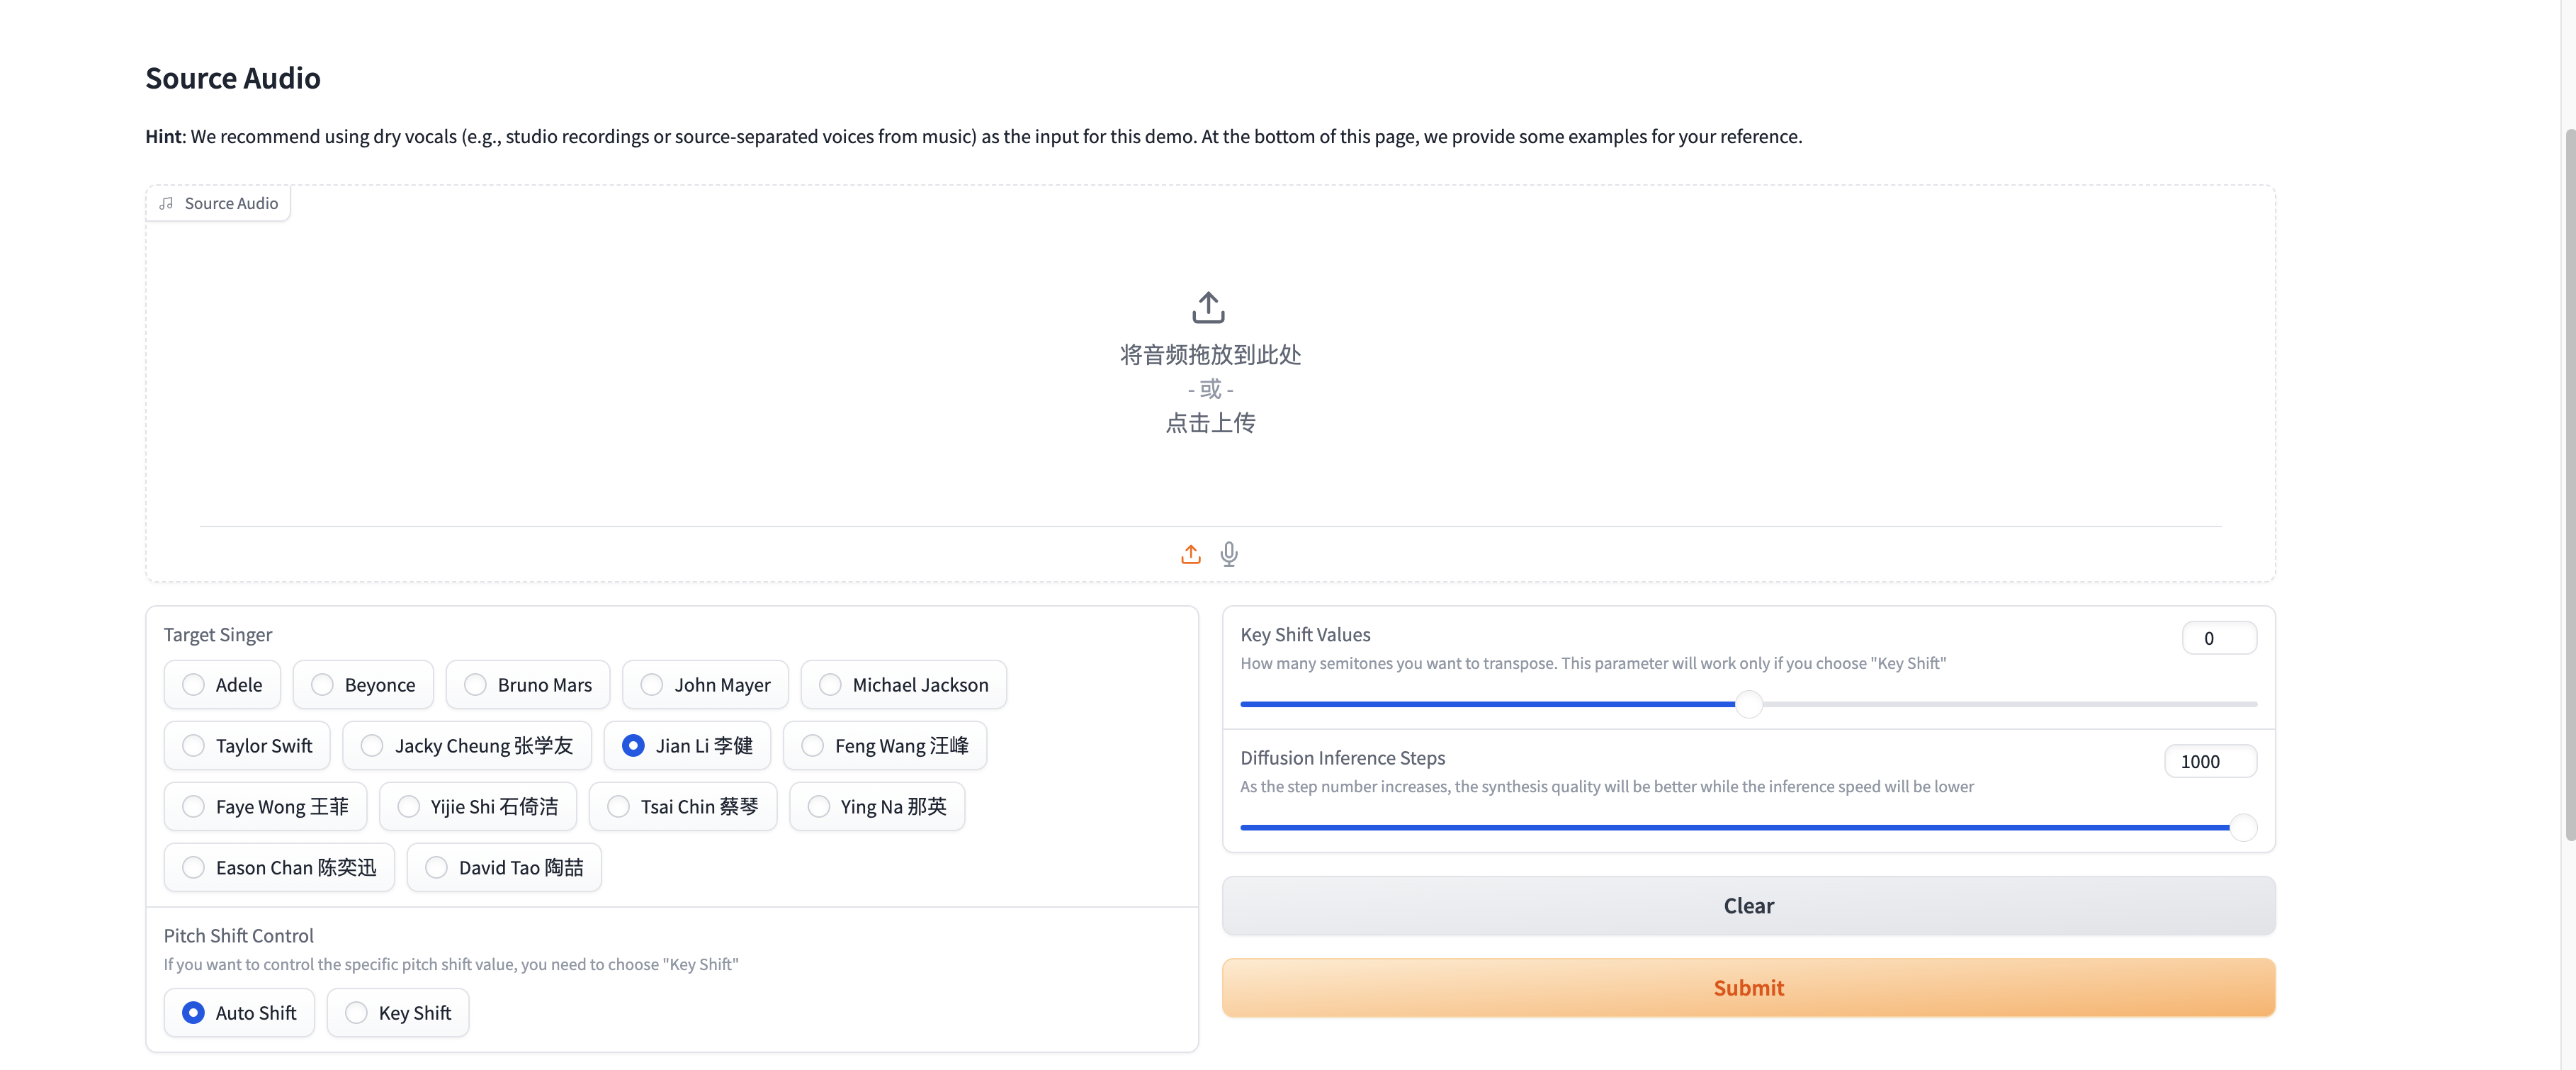 Source Audio
Hint: We recommend using dry vocals (e.g., studio recordings or source-separated voices from music) as the input for this demo. At the bottom of this page, we provide some examples for your reference.
Source Audio
将音频拖放到此处
- 或 -
点击上传
Target Singer
Adele Beyonce Bruno Mars John Mayer Michael Jackson
Taylor Swift Jacky Cheung 张学友 Jian Li 李健 Feng Wang 汪峰
Faye Wong 王菲 Yijie Shi 石倚洁 Tsai Chin 蔡琴 Ying Na 那英
Eason Chan 陈奕迅 David Tao 陶喆
Pitch Shift Control
If you want to control the specific pitch shift value, you need to choose "Key Shift"
Auto Shift Key Shift
Key Shift Values 0
How many semitones you want to transpose. This parameter will work only if you choose "Key Shift"
Diffusion Inference Steps 1000
As the step number increases, the synthesis quality will be better while the inference speed will be lower
Clear
Submit